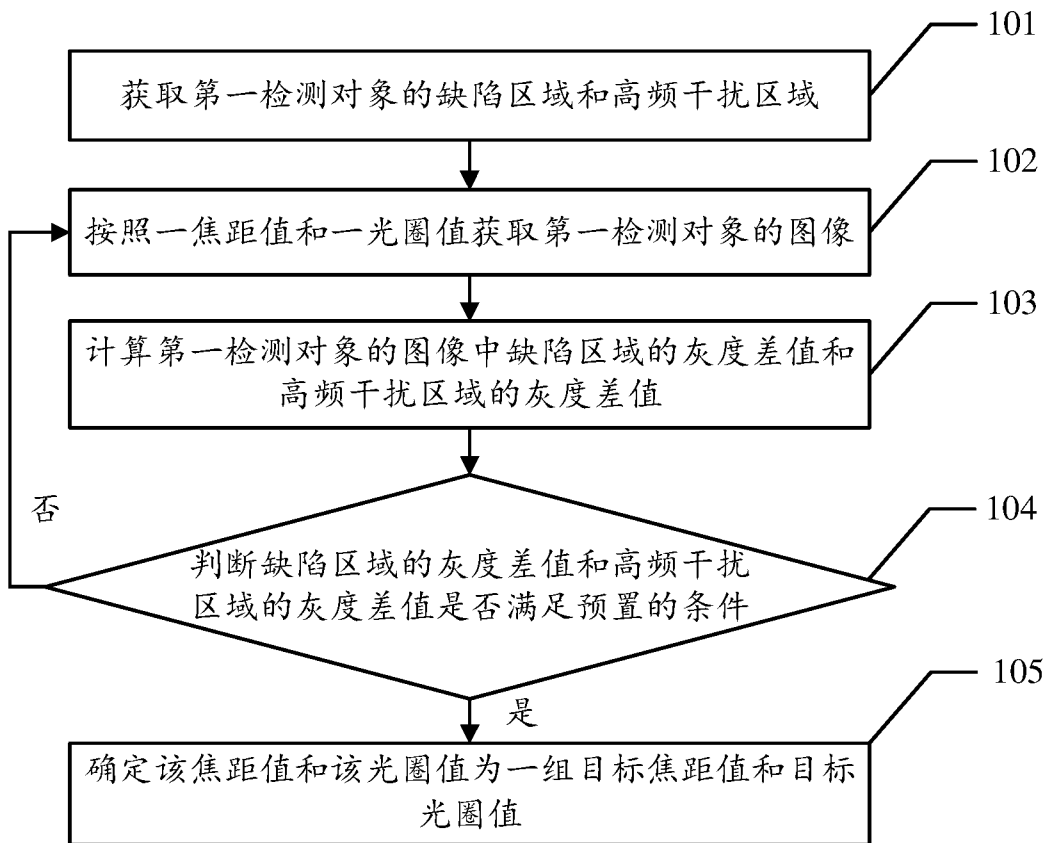 101
获取第一检测对象的缺陷区域和高频干扰区域
102
按照一焦距值和一光圈值获取第一检测对象的图像
103
计算第一检测对象的图像中缺陷区域的灰度差值和
高频干扰区域的灰度差值
否
104
判断缺陷区域的灰度差值和高频干扰
区域的灰度差值是否满足预置的条件
是
105
确定该焦距值和该光圈值为一组目标焦距值和目标
光圈值